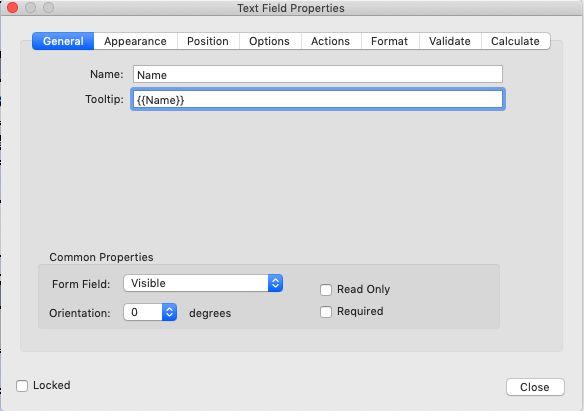 Text Field Properties
General Appearance Position Options Actions Format Validate Calculate
Name: Name
Tooltip: {{Name}}
Common Properties
Form Field: Visible
Read Only
Orientation: 0 degrees
Required
Locked
Close